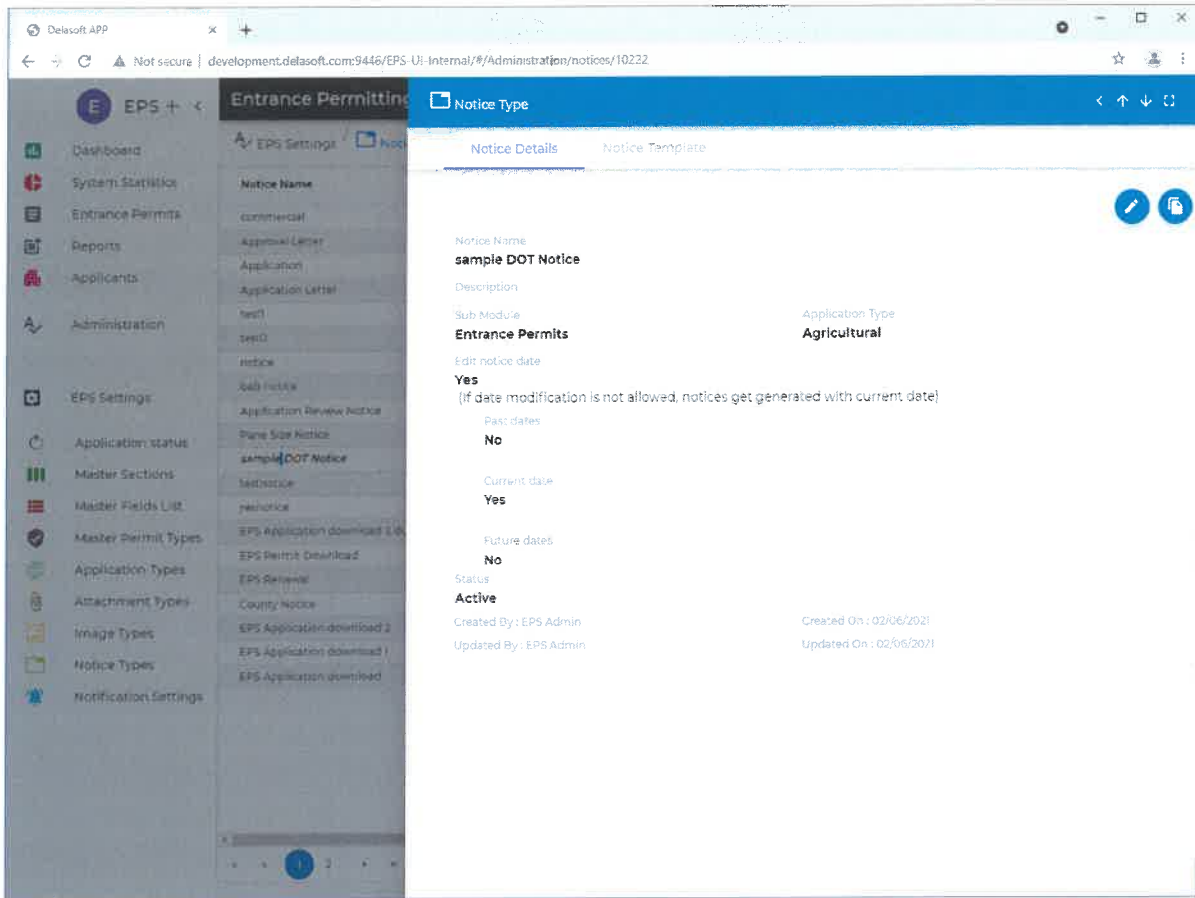 Delasoft APP
Not secure | development.delasoft.com:9446/EPS-UI-Internal/#/Administration/notices/10232
E EPS +
Dashboard
System Statistics
Entrance Permits
Reports
Applicants
Administration
EPS Settings
Application status
Master Sections
Master Fields List
Master Permit Types
Application Types
Attachment Types
Image Types
Notice Types
Notification Settings
Entrance Permitting
EPS Settings /
Notice Name
commercial
Approval Letter
Application
Application Letter
test1
notice
Application Review Notice
Plane Size Notice
sample DOT Notice
testnotice
EPS Application download
EPS Permit Download
EPS Renewal
County Notice
EPS Application download 2
EPS Application download 1
EPS Application download
1 2
Notice Type
Notice Details Notice Template
Notice Name
sample DOT Notice
Description
Sub Module Application Type
Entrance Permits Agricultural
Edit notice date
Yes
(If date modification is not allowed, notices get generated with current date)
Past dates
No
Current date
Yes
Future dates
No
Status
Active
Created By : EPS Admin Created On : 02/06/2021
Updated By : EPS Admin Updated On : 02/06/2021